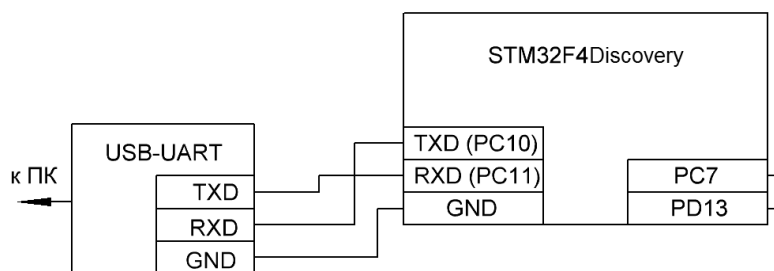 STM32F4Discovery
TXD (PC10)
USB-UART
к ПК
TXD
RXD (PC11)
PC7
RXD
GND
PD13
GND